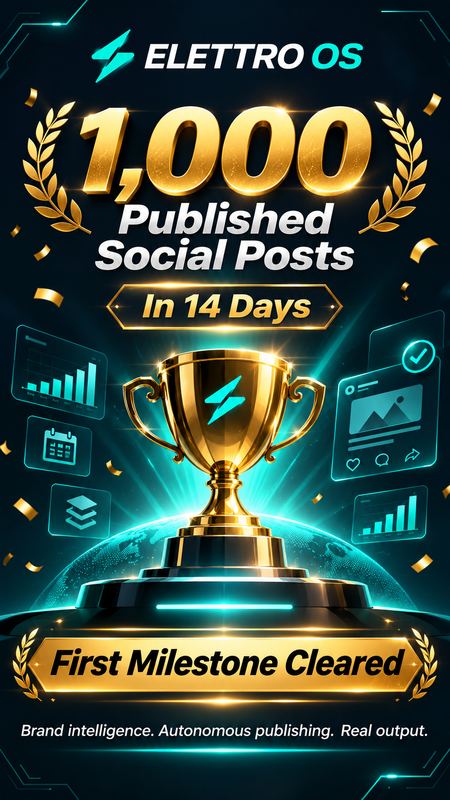 ELETTRO OS
1,000
Published
Social Posts
In 14 Days
First Milestone Cleared
Brand intelligence. Autonomous publishing. Real output.